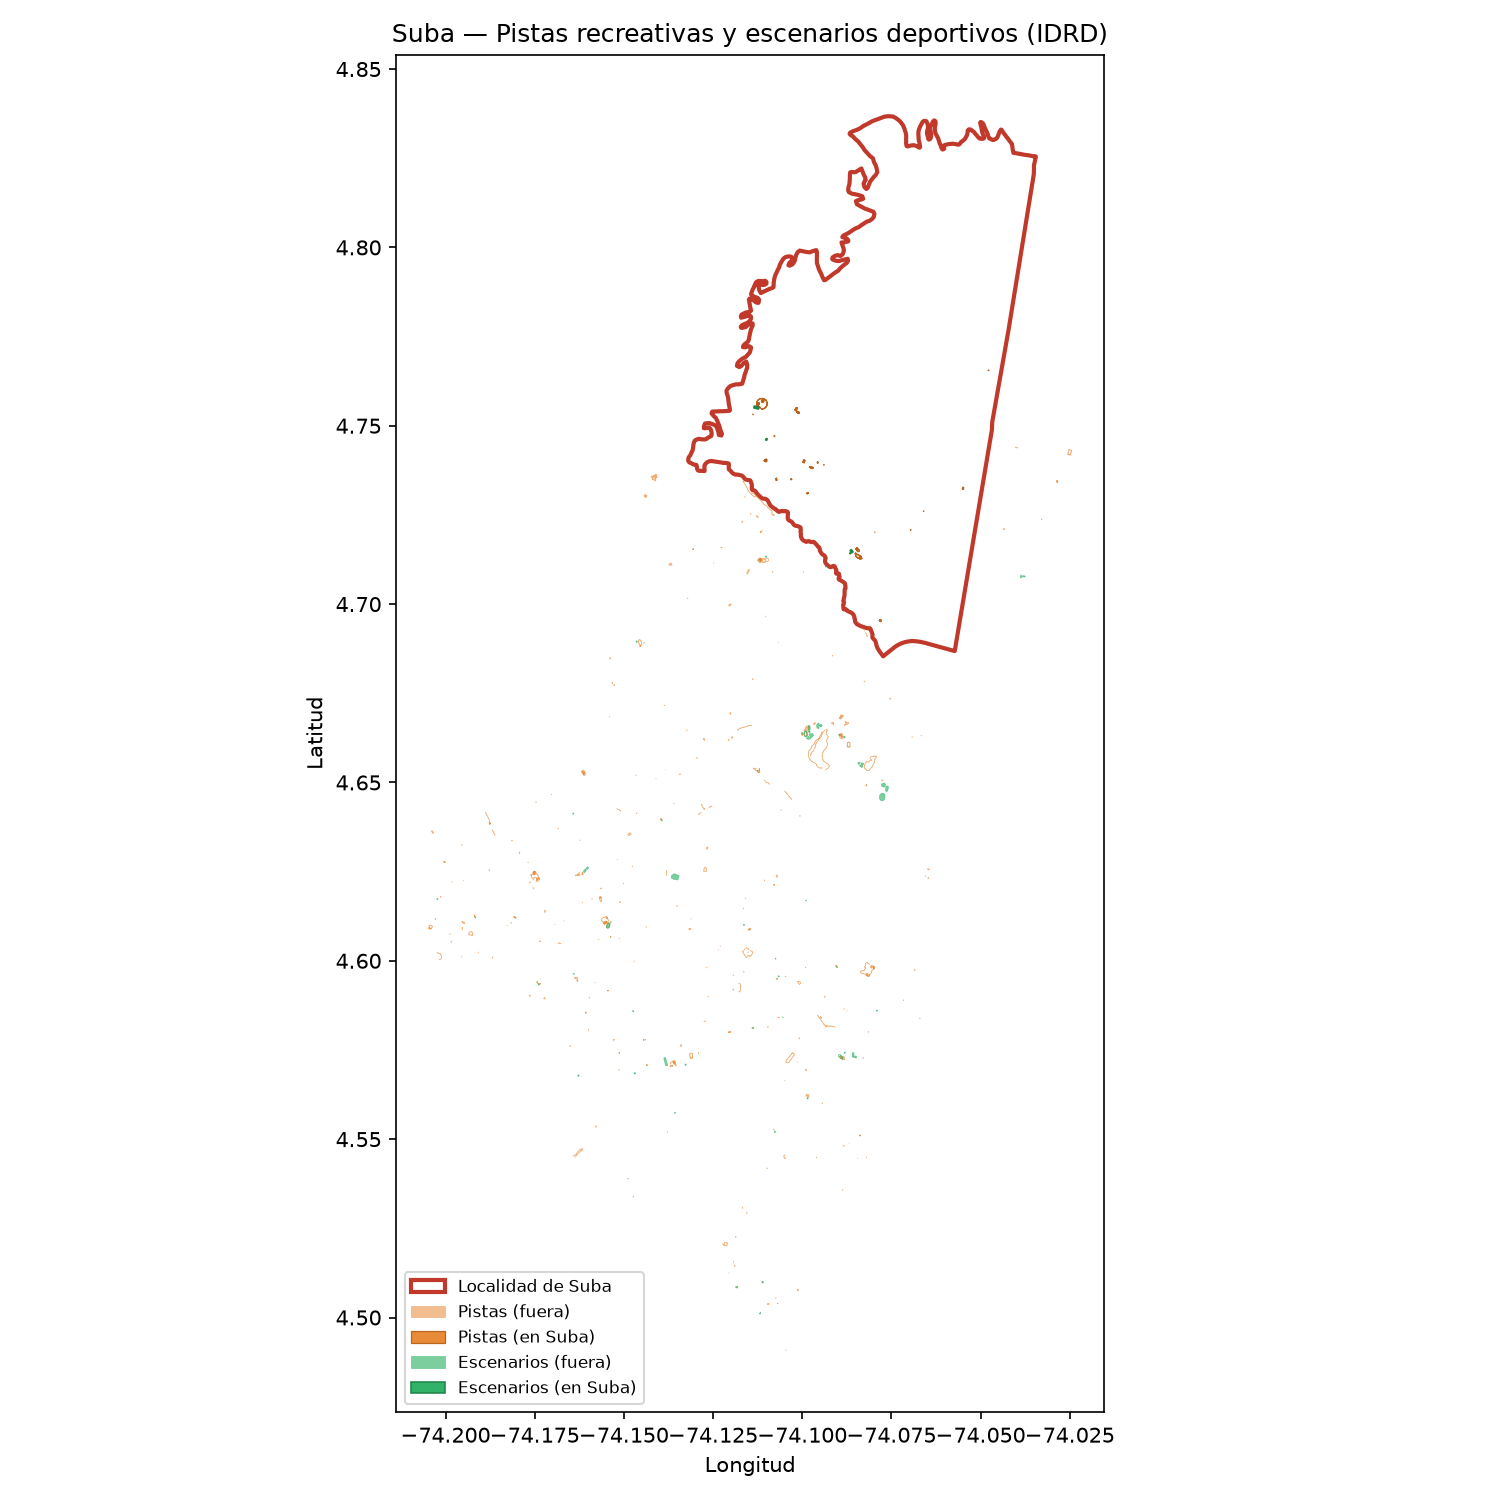 Suba — Pistas recreativas y escenarios deportivos (IDRD)
4.85
4.80
4.75
4.70
4.65
4.60
4.55
4.50
Latitud
Localidad de Suba
Pistas (fuera)
Pistas (en Suba)
Escenarios (fuera)
Escenarios (en Suba)
−74.200 −74.175 −74.150 −74.125 −74.100 −74.075 −74.050 −74.025
Longitud